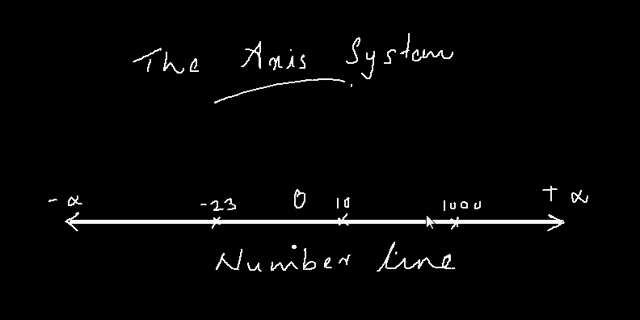 The Axis System
- α -23 0 10 1000 + α
Number line